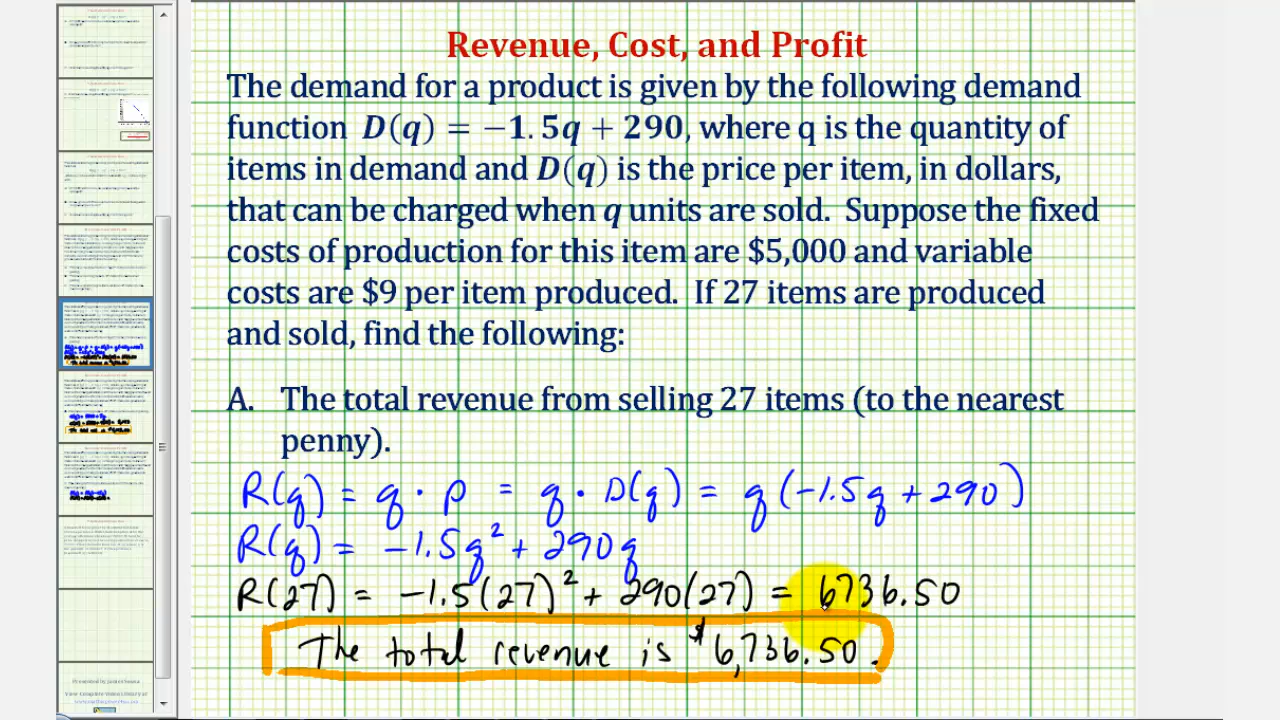 Revenue, Cost, and Profit
The demand for a product is given by the following demand
function D(q) = −1.5q + 290, where q is the quantity of
items in demand and D(q) is the price per item, in dollars,
that can be charged when q units are sold. Suppose the fixed
costs of production for this item are $5,000 and variable
costs are $9 per item produced. If 27 items are produced
and sold, find the following:
A. The total revenue from selling 27 items (to the nearest
penny).
R(q) = q · p = q · D(q) = q(−1.5q + 290)
R(q) = −1.5q² + 290q
R(27) = −1.5(27)² + 290(27) = 6736.50
The total revenue is $6,736.50.